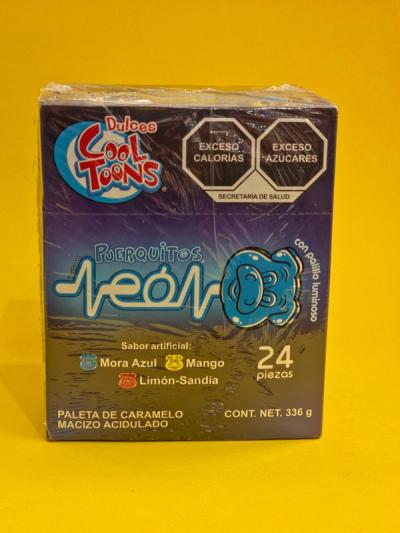 Dulces
COOL
TOONS
EXCESO
CALORÍAS
EXCESO
AZÚCARES
SECRETARÍA DE SALUD
PUERQUITOS
neón
con palillo luminoso
Sabor artificial:
Mora Azul Mango
Limón-Sandía
24
piezas
PALETA DE CARAMELO
MACIZO ACIDULADO
CONT. NET. 336 g